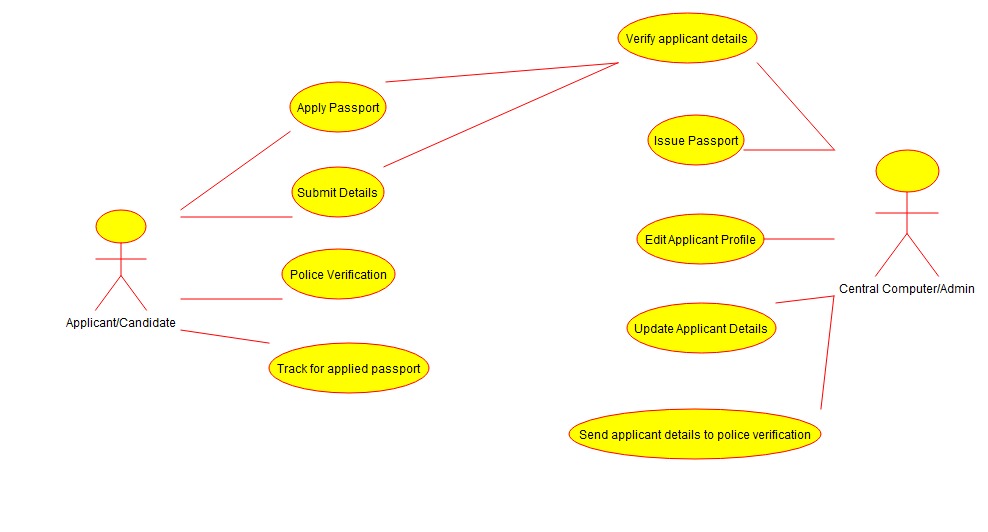 Verify applicant details
Apply Passport
Issue Passport
Submit Details
Edit Applicant Profile
Police Verification
Central Computer/Admin
Applicant/Candidate
Update Applicant Details
Track for applied passport
Send applicant details to police verification